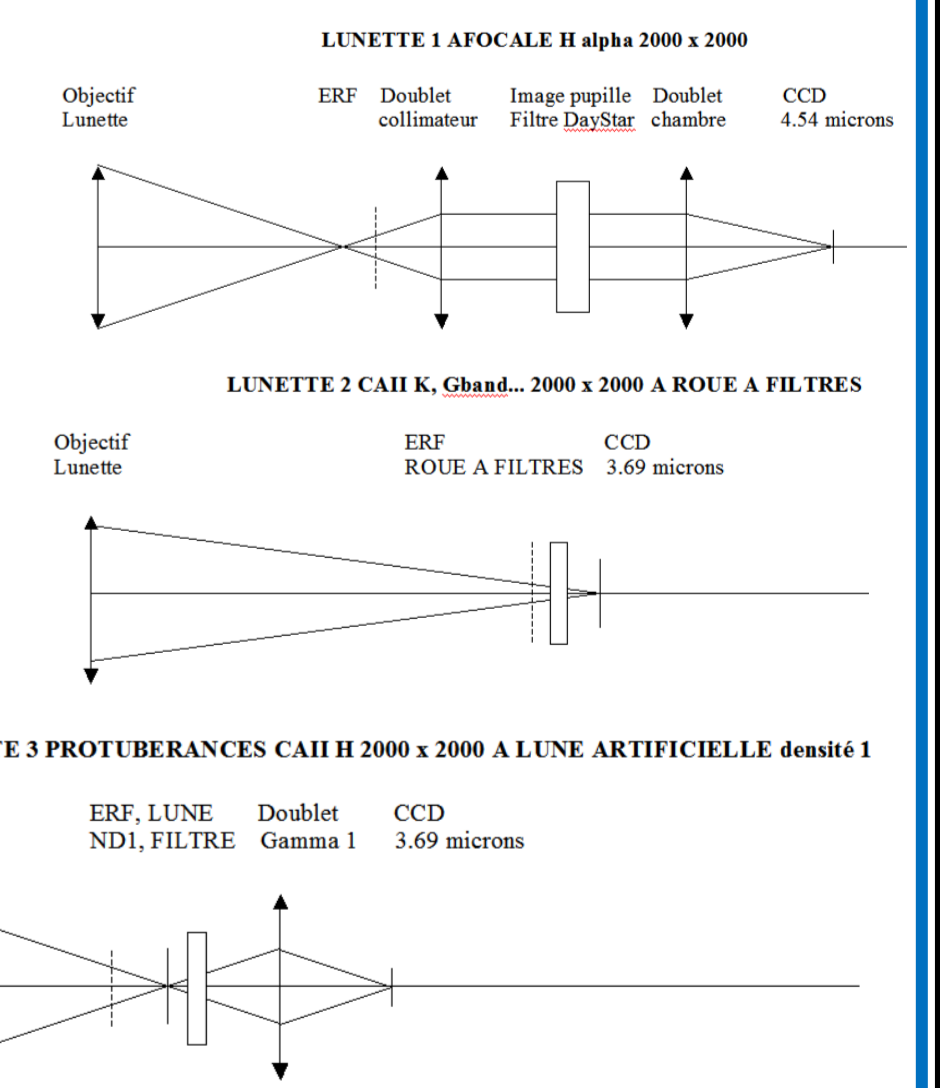 LUNETTE 1 AFOCALE H alpha 2000 x 2000
Objectif ERF Doublet Image pupille Doublet CCD
Lunette collimateur Filtre DayStar chambre 4.54 microns
LUNETTE 2 CAII K, Gband... 2000 x 2000 A ROUE A FILTRES
Objectif ERF CCD
Lunette ROUE A FILTRES 3.69 microns
E 3 PROTUBERANCES CAII H 2000 x 2000 A LUNE ARTIFICIELLE densité 1
ERF, LUNE Doublet CCD
ND1, FILTRE Gamma 1 3.69 microns